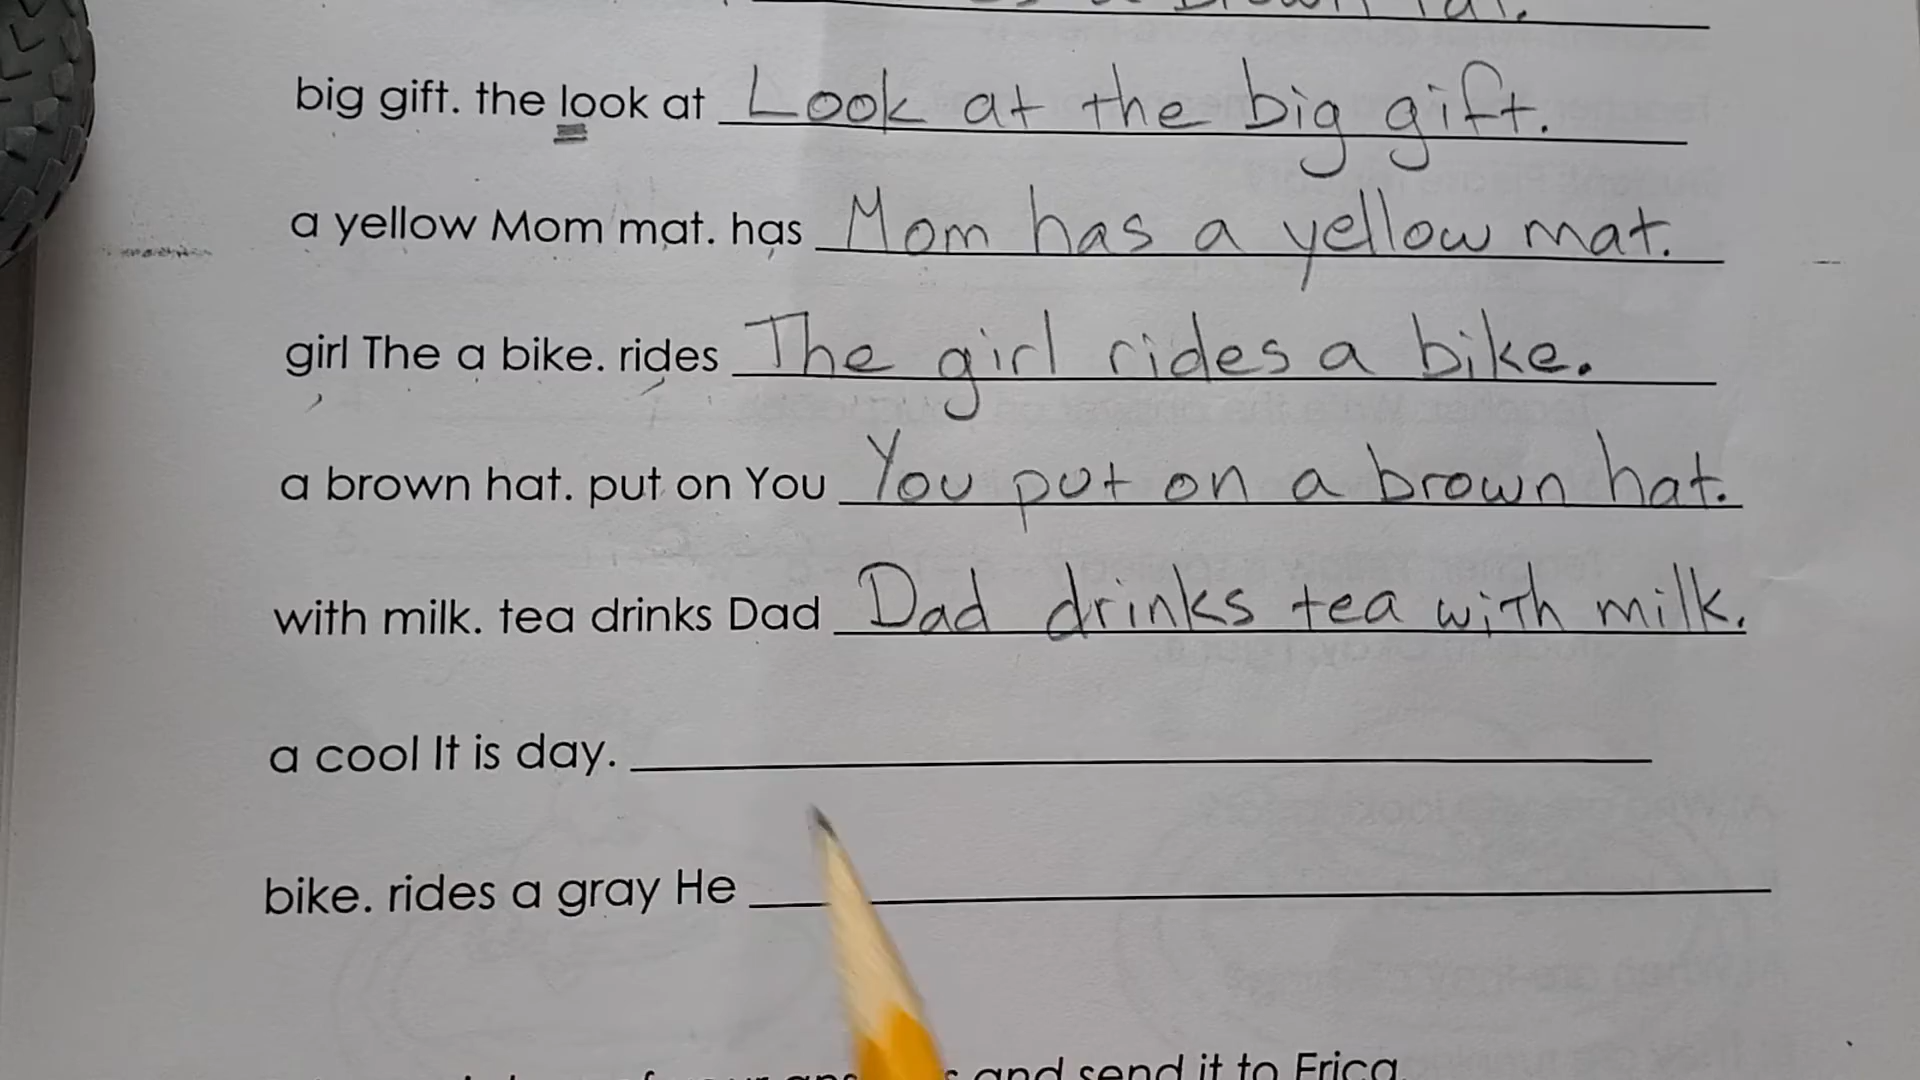 a brown
big gift. the look at Look at the big gift.
a yellow Mom mat. has Mom has a yellow mat.
girl The a bike. rides The girl rides a bike.
a brown hat. put on You You put on a brown hat.
with milk. tea drinks Dad Dad drinks tea with milk.
a cool It is day.
bike. rides a gray He
and send it to Erica.